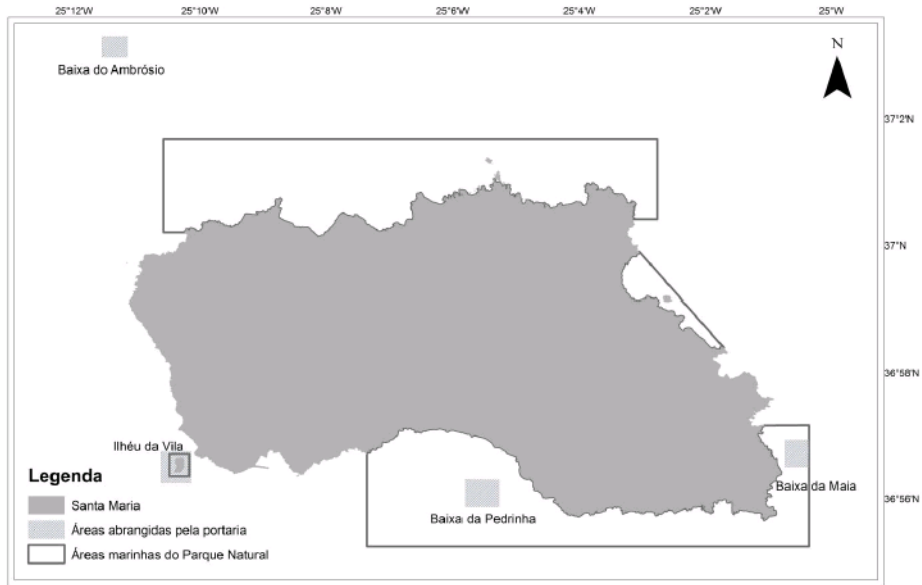 25°12'W 25°10'W 25°8'W 25°6'W 25°4'W 25°2'W 25°W
Baixa do Ambrósio
N
37°2'N
37°N
36°58'N
Ilhéu da Vila
Legenda
Santa Maria
Áreas abrangidas pela portaria
Áreas marinhas do Parque Natural
Baixa da Maia
36°56'N
Baixa da Pedrinha